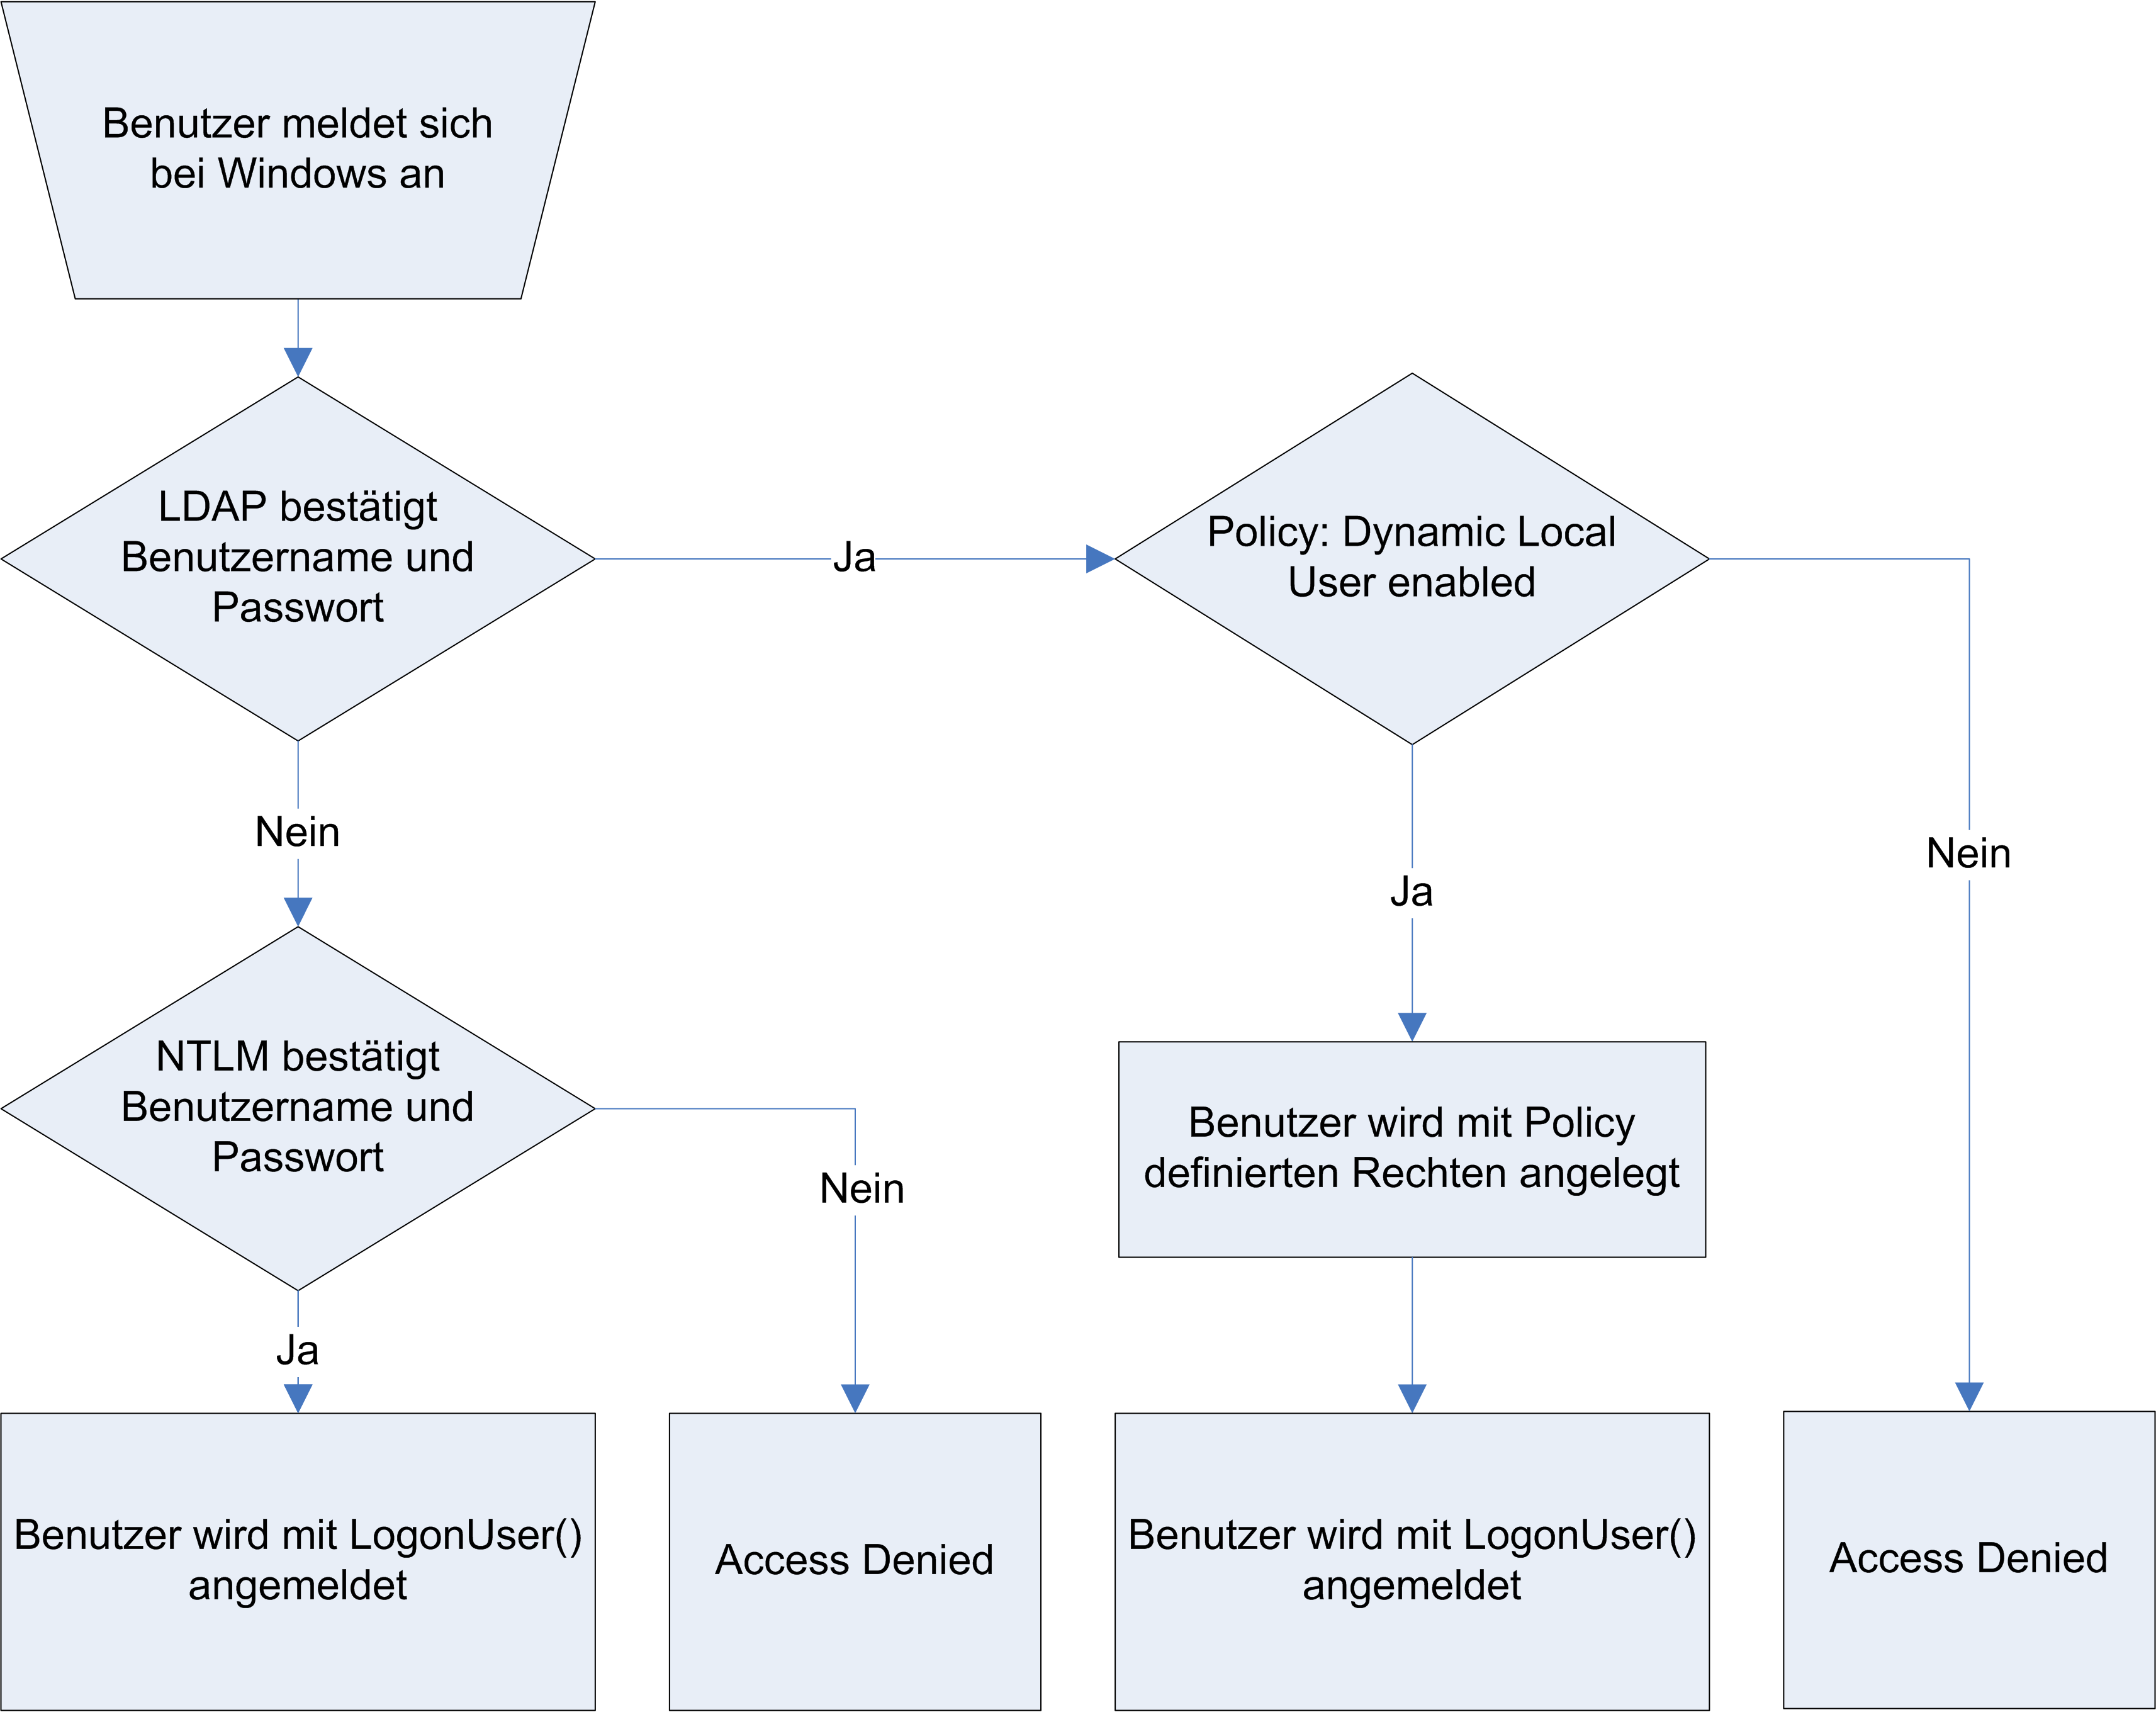 Benutzer meldet sich
bei Windows an
LDAP bestätigt
Benutzername und
Passwort
Ja
Policy: Dynamic Local
User enabled
Nein
Nein
Ja
NTLM bestätigt
Benutzername und
Passwort
Nein
Benutzer wird mit Policy
definierten Rechten angelegt
Ja
Benutzer wird mit LogonUser()
angemeldet
Access Denied
Benutzer wird mit LogonUser()
angemeldet
Access Denied